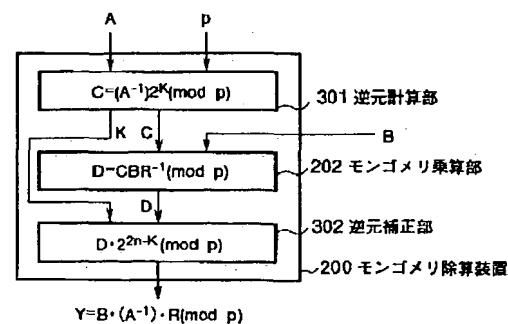 A p
C=(A⁻¹)2ᴷ(mod p)
301 逆元計算部
K C
B
D=CBR⁻¹(mod p)
202 モンゴメリ乗算部
D
302 逆元補正部
D・2²ⁿ⁻ᴷ(mod p)
200 モンゴメリ除算装置
Y=B・(A⁻¹)・R(mod p)